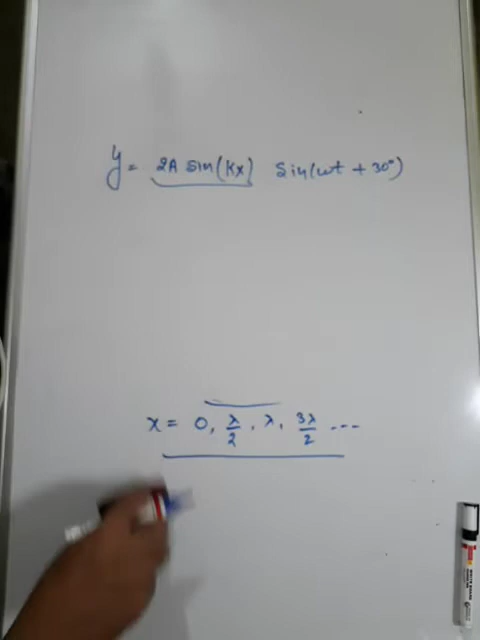 y = 2A sin(Kx) sin(ωt + 30°)
x = 0, λ/2, λ, 3λ/2 ---